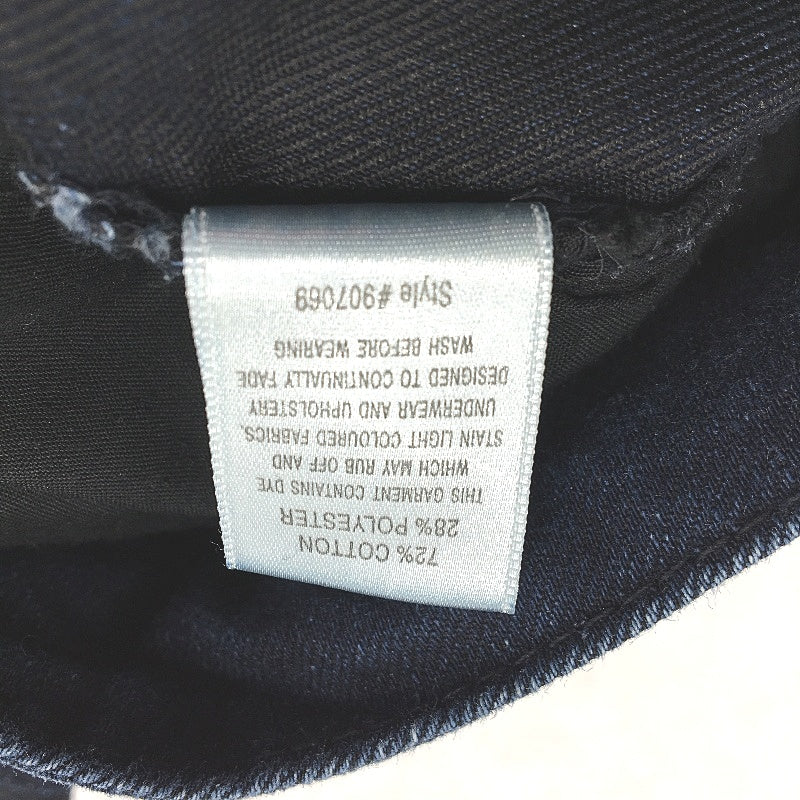 72% COTTON
28% POLYESTER
THIS GARMENT CONTAINS DYE
WHICH MAY RUB OFF AND
STAIN LIGHT COLOURED FABRICS,
UNDERWEAR AND UPHOLSTERY
DESIGNED TO CONTINUALLY FADE
WASH BEFORE WEARING
Style #907069